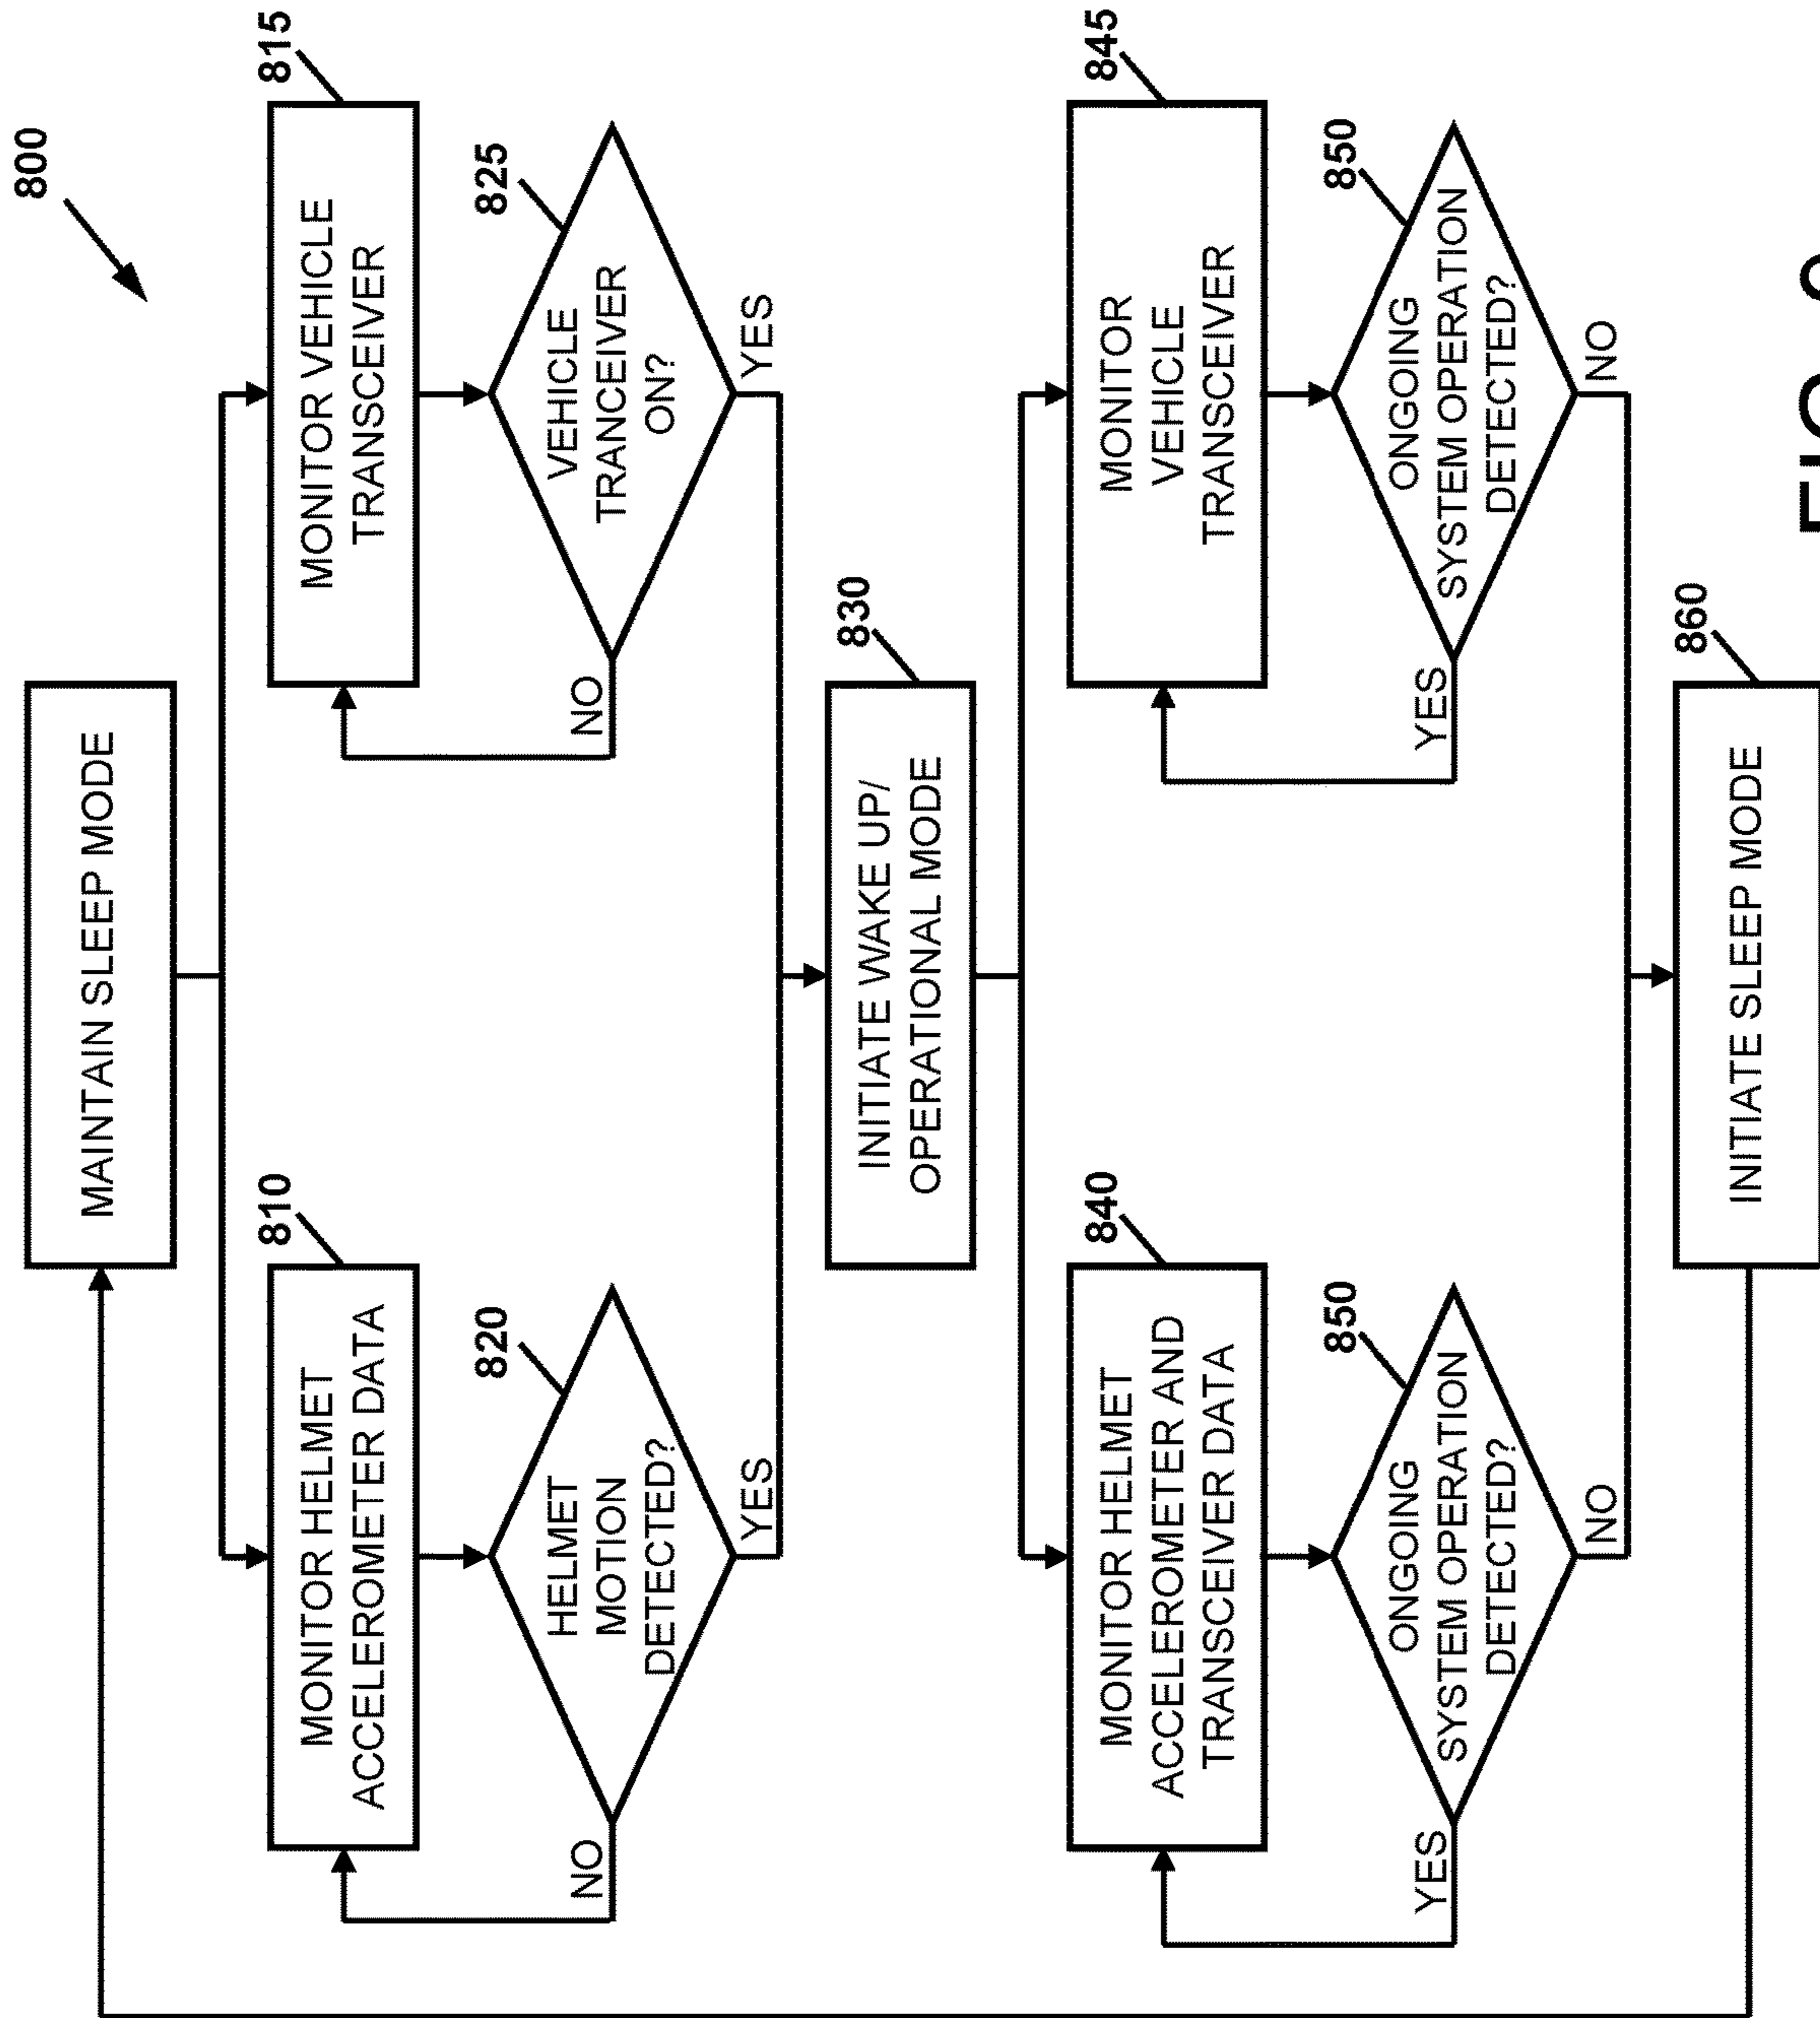 800
MAINTAIN SLEEP MODE
810
MONITOR HELMET
ACCELEROMETER DATA
815
MONITOR VEHICLE
TRANSCEIVER
820
HELMET
MOTION
DETECTED?
NO
YES
825
VEHICLE
TRANCEIVER
ON?
NO
YES
830
INITIATE WAKE UP/
OPERATIONAL MODE
840
MONITOR HELMET
ACCELEROMETER AND
TRANSCEIVER DATA
845
MONITOR
VEHICLE
TRANSCEIVER
850
ONGOING
SYSTEM OPERATION
DETECTED?
YES
NO
850
ONGOING
SYSTEM OPERATION
DETECTED?
YES
NO
860
INITIATE SLEEP MODE
FIG.